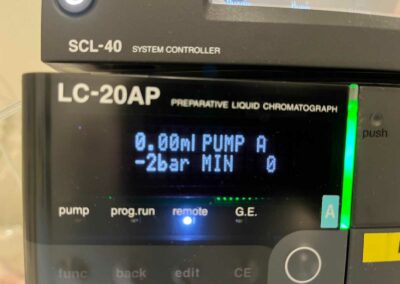 SCL-40 SYSTEM CONTROLLER
LC-20AP PREPARATIVE LIQUID CHROMATOGRAPH
push
0.00ml PUMP A
-2bar MIN 0
pump prog.run remote G.E. A
func back edit CE